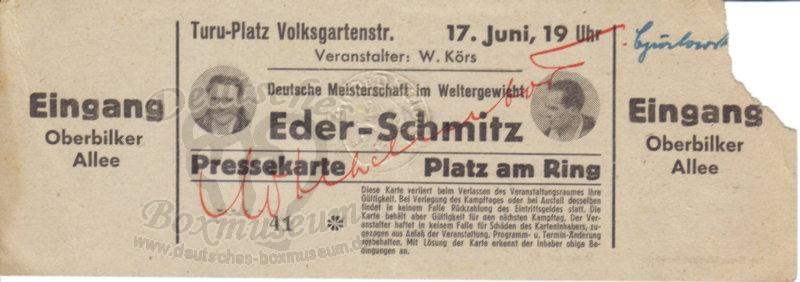 Turu-Platz Volksgartenstr. 17. Juni, 19 Uhr
Veranstalter: W. Körs
Deutsche Meisterschaft im Weltergewicht
Eder-Schmitz
Pressekarte Platz am Ring
Eingang
Oberbilker
Allee
Eingang
Oberbilker
Allee
41
Diese Karte verliert beim Verlassen des Veranstaltungsraumes ihre
Gültigkeit. Bei Verlegung des Kampftages oder bei Ausfall desselben
findet in keinem Falle Rückzahlung des Eintrittsgeldes statt. Die
Karte behält aber Gültigkeit für den nächsten Kampftag. Der Ver-
anstalter haftet in keinem Falle für Schäden des Karteninhabers, zu-
gezogen aus Anlaß der Veranstaltung. Programm- u. Termin-Änderung
vorbehalten. Mit Lösung der Karte erkennt der Inhaber obige Be-
dingungen an.
Deutsches
Boxmuseum
www.deutsches-boxmuseum.de